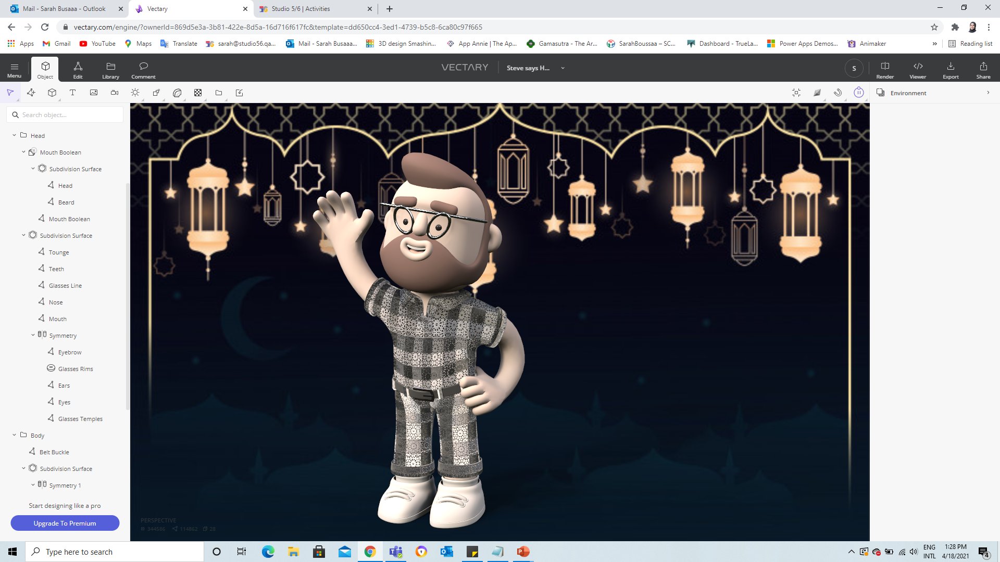 Mail - Sarah Busaaa - Outlook
Vectary
Studio 5/6 | Activities
vectary.com/engine/?ownerId=869d5e3a-3b81-422e-8d5a-16d716f617fc&template=dd650cc4-3ed1-4739-b5c8-6ca80c97f665
Apps
Gmail
YouTube
Maps
Translate
sarah@studio56.qa...
Mail - Sarah Busaaa...
3D design Smashin...
App Annie | The Ap...
Gamasutra - The Ar...
SarahBoussaa – SC...
Dashboard - TrueLa...
Power Apps Demos...
Animaker
Reading list
Menu
Object
Edit
Library
Comment
VECTARY
Steve says H...
S
Render
Viewer
Export
Share
T
Environment
Search object...
Head
Mouth Boolean
Subdivision Surface
Head
Beard
Mouth Boolean
Subdivision Surface
Tounge
Teeth
Glasses Line
Nose
Mouth
Symmetry
Eyebrow
Glasses Rims
Ears
Eyes
Glasses Temples
Body
Belt Buckle
Subdivision Surface
Symmetry 1
Start designing like a pro
Upgrade To Premium
PERSPECTIVE
344586 114862 28
Type here to search
ENG
INTL
1:28 PM
4/18/2021
4